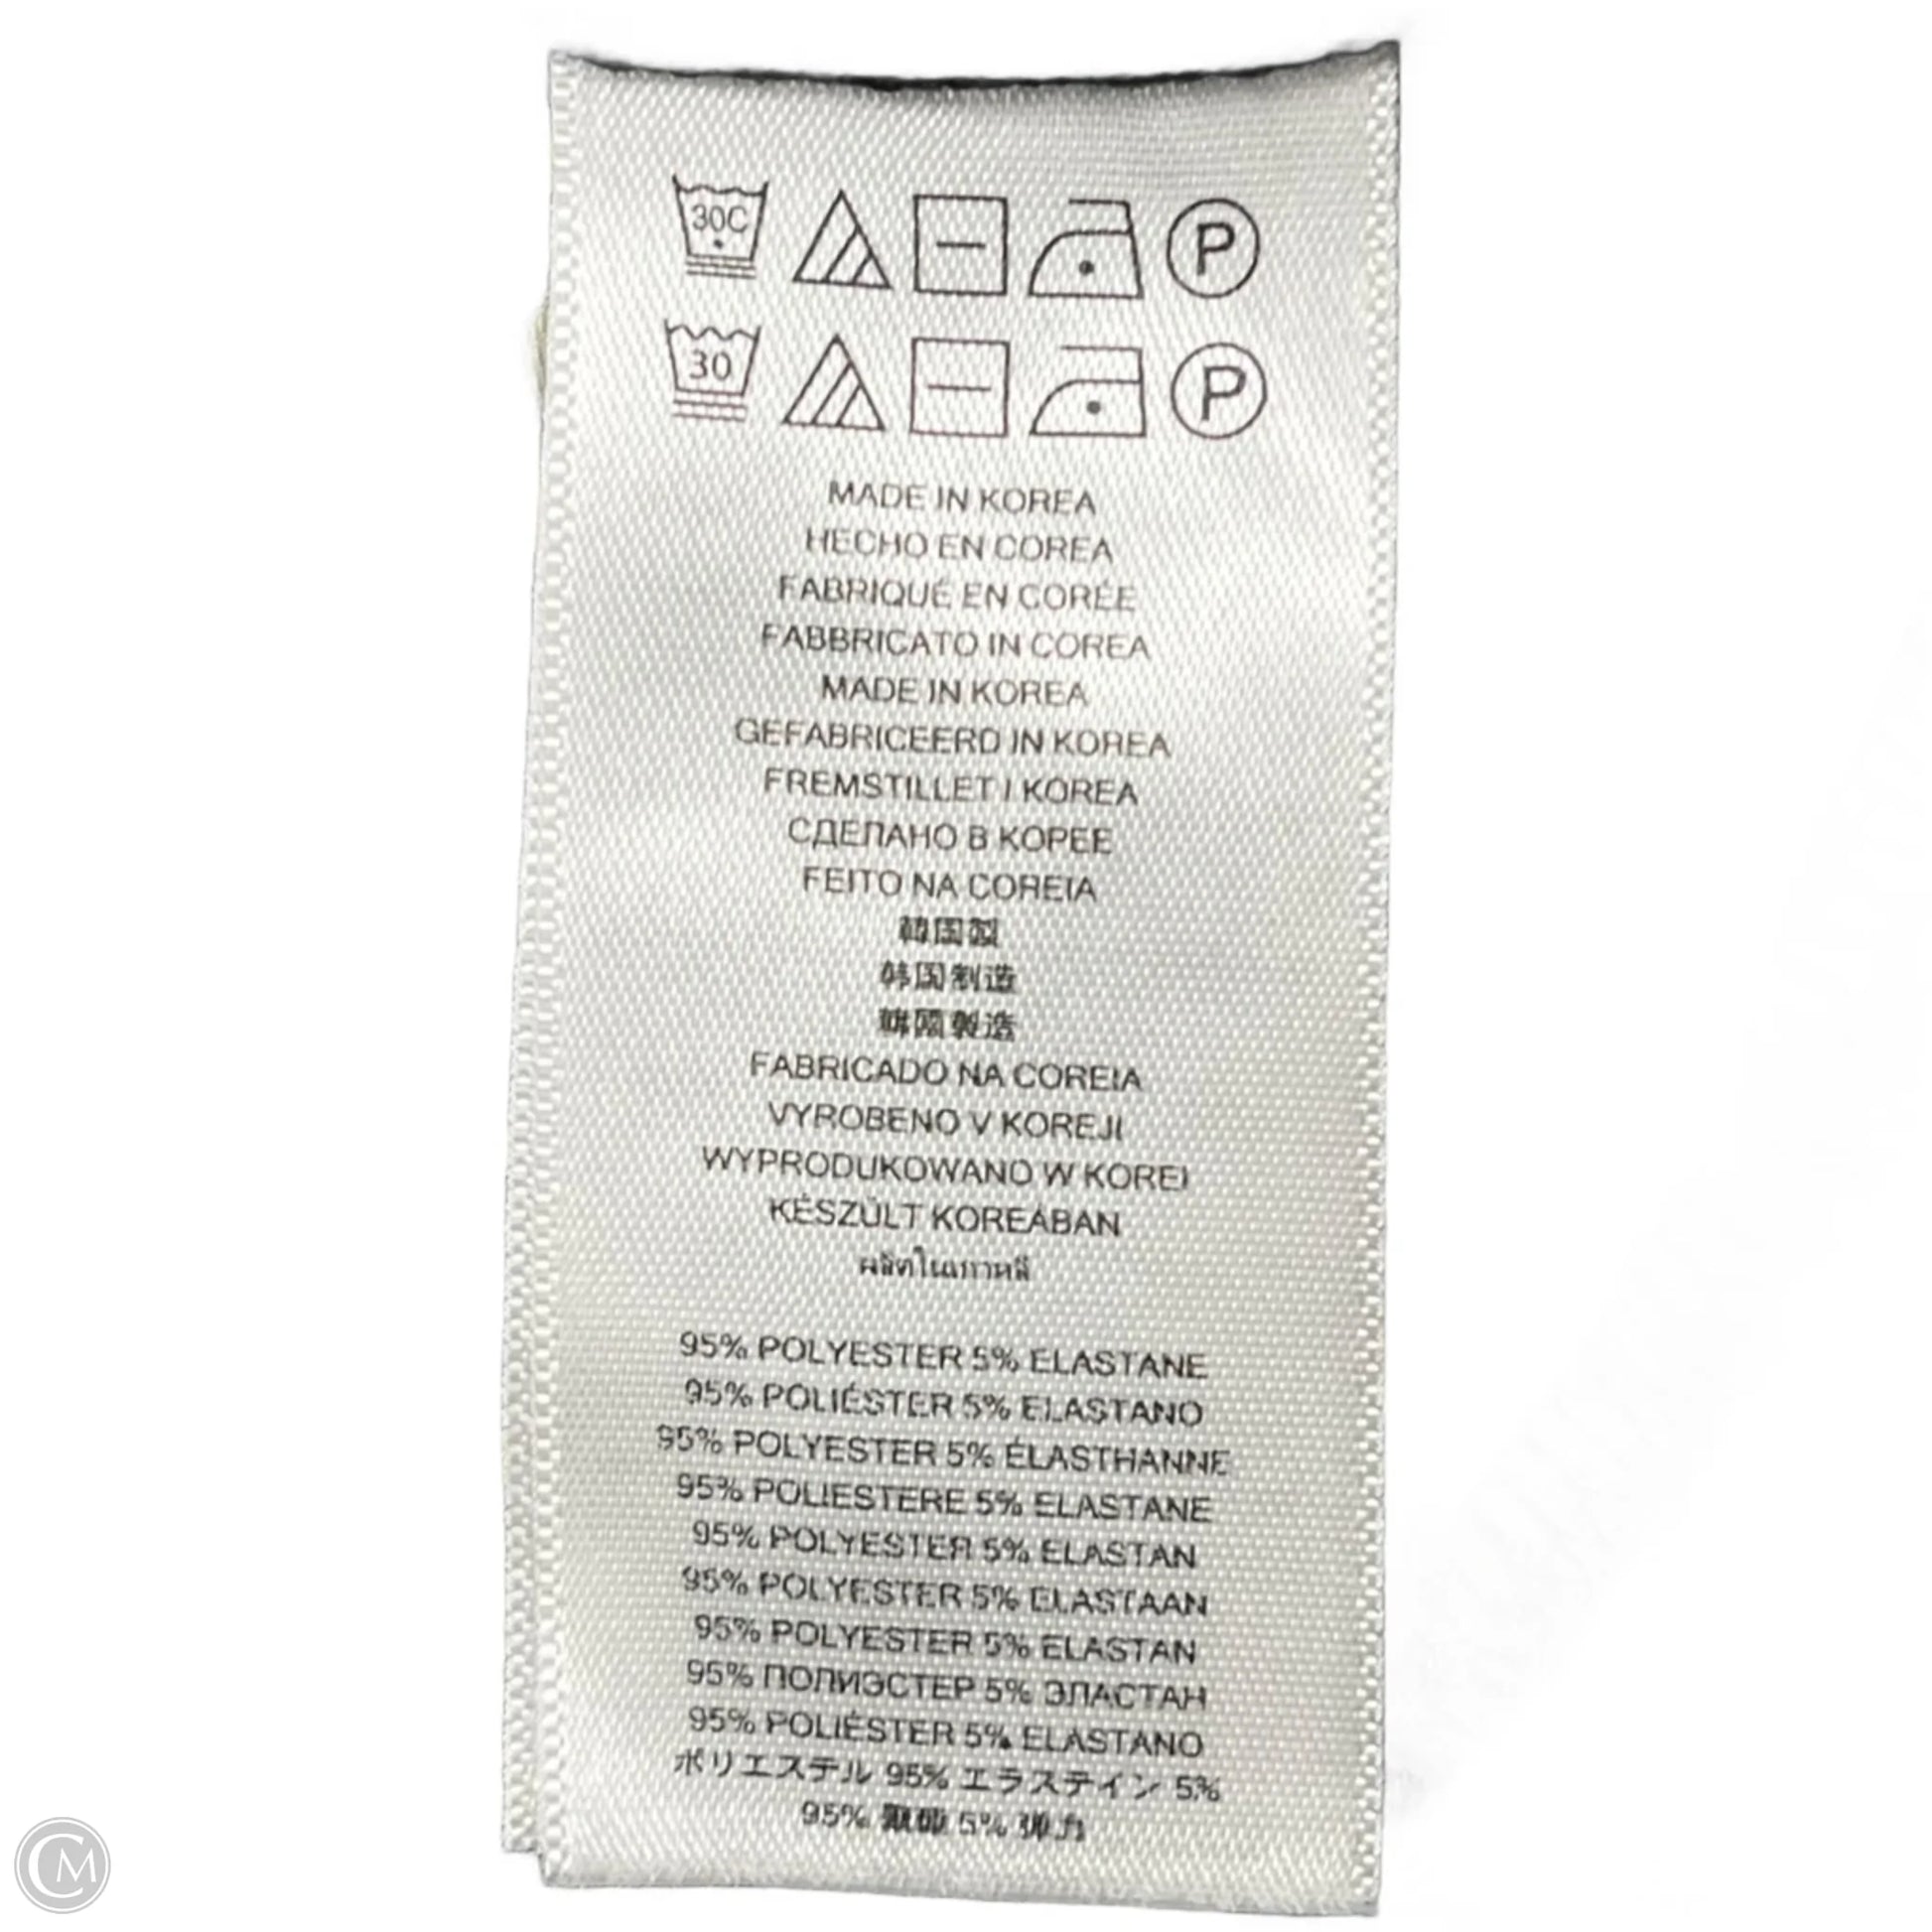 30C P
30 P
MADE IN KOREA
HECHO EN COREA
FABRIQUÉ EN CORÉE
FABBRICATO IN COREA
MADE IN KOREA
GEFABRICEERD IN KOREA
FREMSTILLET I KOREA
СДЕЛАНО В КОРЕЕ
FEITO NA COREIA
韓国製
韩国制造
韓國製造
FABRICADO NA COREIA
VYROBENO V KOREJI
WYPRODUKOWANO W KOREI
KÉSZÜLT KOREÁBAN
ผลิตในเกาหลี
95% POLYESTER 5% ELASTANE
95% POLIÉSTER 5% ELASTANO
95% POLYESTER 5% ÉLASTHANNE
95% POLIESTERE 5% ELASTANE
95% POLYESTER 5% ELASTAN
95% POLYESTER 5% ELASTAAN
95% POLYESTER 5% ELASTAN
95% ПОЛИЭСТЕР 5% ЭЛАСТАН
95% POLIÉSTER 5% ELASTANO
ポリエステル 95% エラステイン 5%
95% 5% 弹力
CM